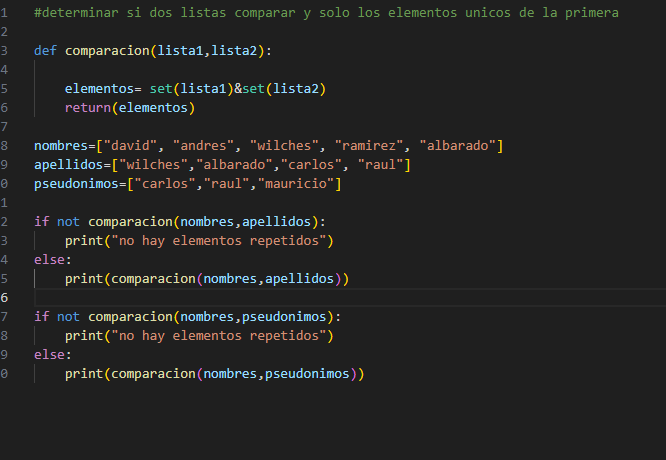 1 #determinar si dos listas comparar y solo los elementos unicos de la primera
2
3 def comparacion(lista1,lista2):
4
5     elementos= set(lista1)&set(lista2)
6     return(elementos)
7
8 nombres=["david", "andres", "wilches", "ramirez", "albarado"]
9 apellidos=["wilches","albarado","carlos", "raul"]
0 pseudonimos=["carlos","raul","mauricio"]
1
2 if not comparacion(nombres,apellidos):
3     print("no hay elementos repetidos")
4 else:
5     print(comparacion(nombres,apellidos))
6
7 if not comparacion(nombres,pseudonimos):
8     print("no hay elementos repetidos")
9 else:
0     print(comparacion(nombres,pseudonimos))